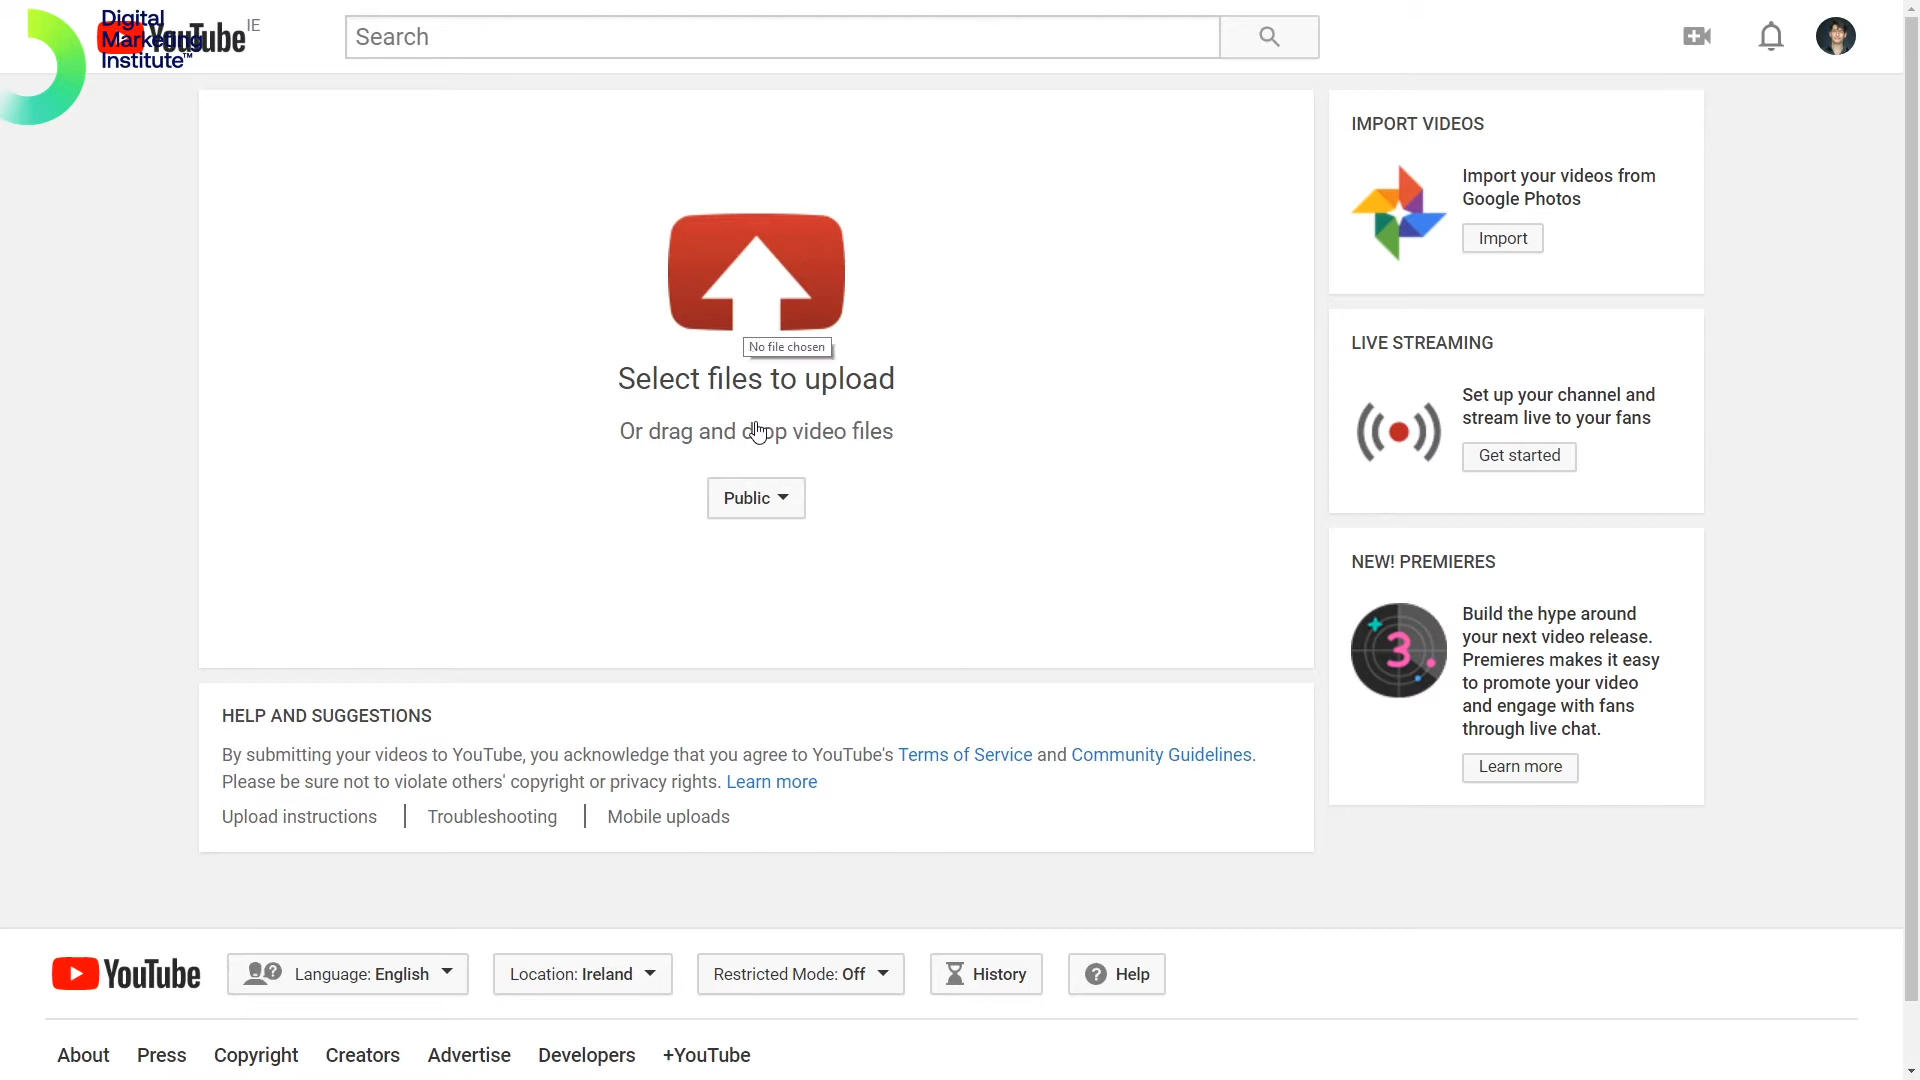 Digital
Marketing
Institute™
YouTube IE
Search
Select files to upload
No file chosen
Or drag and drop video files
Public
IMPORT VIDEOS
Import your videos from
Google Photos
Import
LIVE STREAMING
Set up your channel and
stream live to your fans
Get started
NEW! PREMIERES
3
Build the hype around
your next video release.
Premieres makes it easy
to promote your video
and engage with fans
through live chat.
Learn more
HELP AND SUGGESTIONS
By submitting your videos to YouTube, you acknowledge that you agree to YouTube's Terms of Service and Community Guidelines.
Please be sure not to violate others' copyright or privacy rights. Learn more
Upload instructions | Troubleshooting | Mobile uploads
YouTube Language: English Location: Ireland Restricted Mode: Off History ? Help
About Press Copyright Creators Advertise Developers +YouTube